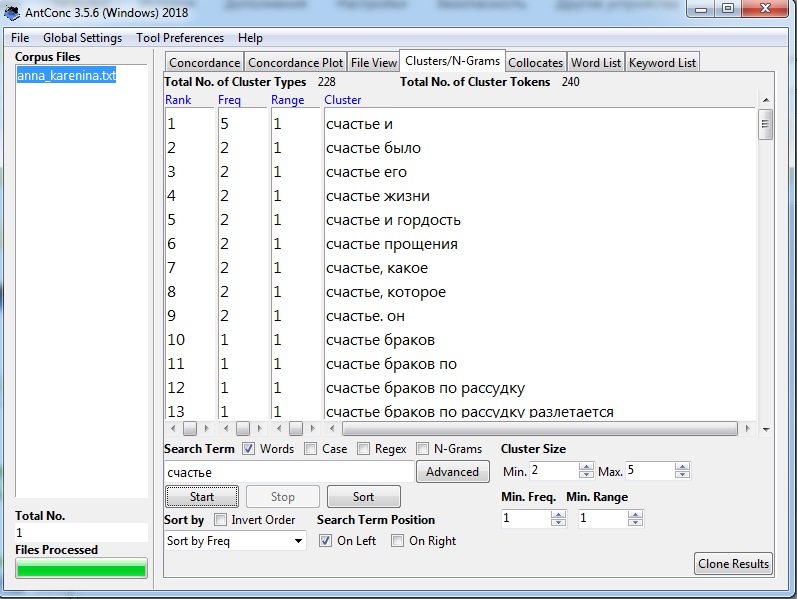 AntConc 3.5.6 (Windows) 2018
File Global Settings Tool Preferences Help
Corpus Files
anna_karenina.txt
Concordance Concordance Plot File View Clusters/N-Grams Collocates Word List Keyword List
Total No. of Cluster Types 228 Total No. of Cluster Tokens 240
Rank Freq Range Cluster
1 5 1 счастье и
2 2 1 счастье было
3 2 1 счастье его
4 2 1 счастье жизни
5 2 1 счастье и гордость
6 2 1 счастье прощения
7 2 1 счастье, какое
8 2 1 счастье, которое
9 2 1 счастье. он
10 1 1 счастье браков
11 1 1 счастье браков по
12 1 1 счастье браков по рассудку
13 1 1 счастье браков по рассудку разлетается
Search Term Words Case Regex N-Grams Cluster Size
счастье Advanced Min. 2 Max. 5
Start Stop Sort Min. Freq. Min. Range
Sort by Invert Order Search Term Position 1 1
Sort by Freq On Left On Right
Total No.
1
Files Processed
Clone Results